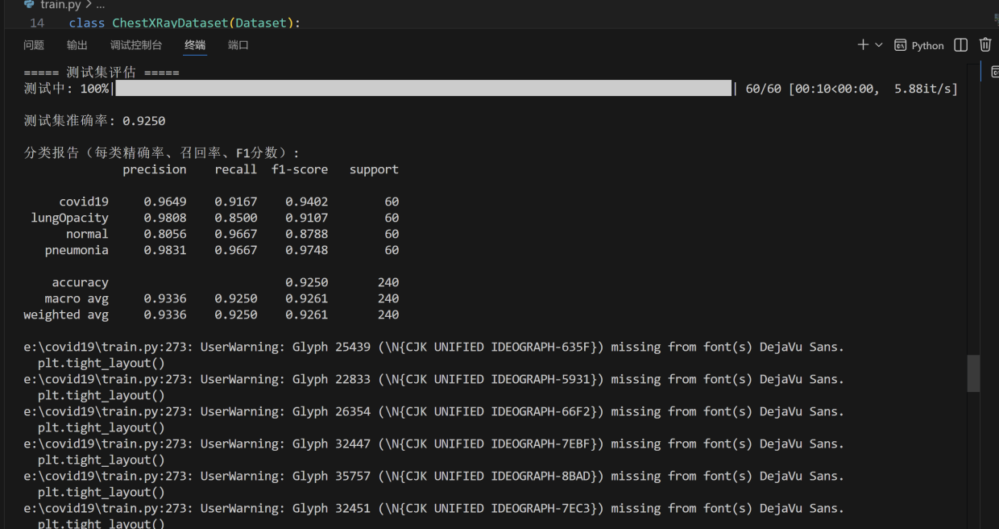 train.py > ...
14 class ChestXRayDataset(Dataset):
问题 输出 调试控制台 终端 端口 Python
===== 测试集评估 =====
测试中: 100%| | 60/60 [00:10<00:00, 5.88it/s]
测试集准确率: 0.9250
分类报告（每类精确率、召回率、F1分数）:
precision recall f1-score support
covid19 0.9649 0.9167 0.9402 60
lungOpacity 0.9808 0.8500 0.9107 60
normal 0.8056 0.9667 0.8788 60
pneumonia 0.9831 0.9667 0.9748 60
accuracy 0.9250 240
macro avg 0.9336 0.9250 0.9261 240
weighted avg 0.9336 0.9250 0.9261 240
e:\covid19\train.py:273: UserWarning: Glyph 25439 (\N{CJK UNIFIED IDEOGRAPH-635F}) missing from font(s) DejaVu Sans.
plt.tight_layout()
e:\covid19\train.py:273: UserWarning: Glyph 22833 (\N{CJK UNIFIED IDEOGRAPH-5931}) missing from font(s) DejaVu Sans.
plt.tight_layout()
e:\covid19\train.py:273: UserWarning: Glyph 26354 (\N{CJK UNIFIED IDEOGRAPH-66F2}) missing from font(s) DejaVu Sans.
plt.tight_layout()
e:\covid19\train.py:273: UserWarning: Glyph 32447 (\N{CJK UNIFIED IDEOGRAPH-7EBF}) missing from font(s) DejaVu Sans.
plt.tight_layout()
e:\covid19\train.py:273: UserWarning: Glyph 35757 (\N{CJK UNIFIED IDEOGRAPH-8BAD}) missing from font(s) DejaVu Sans.
plt.tight_layout()
e:\covid19\train.py:273: UserWarning: Glyph 32451 (\N{CJK UNIFIED IDEOGRAPH-7EC3}) missing from font(s) DejaVu Sans.
plt.tight_layout()